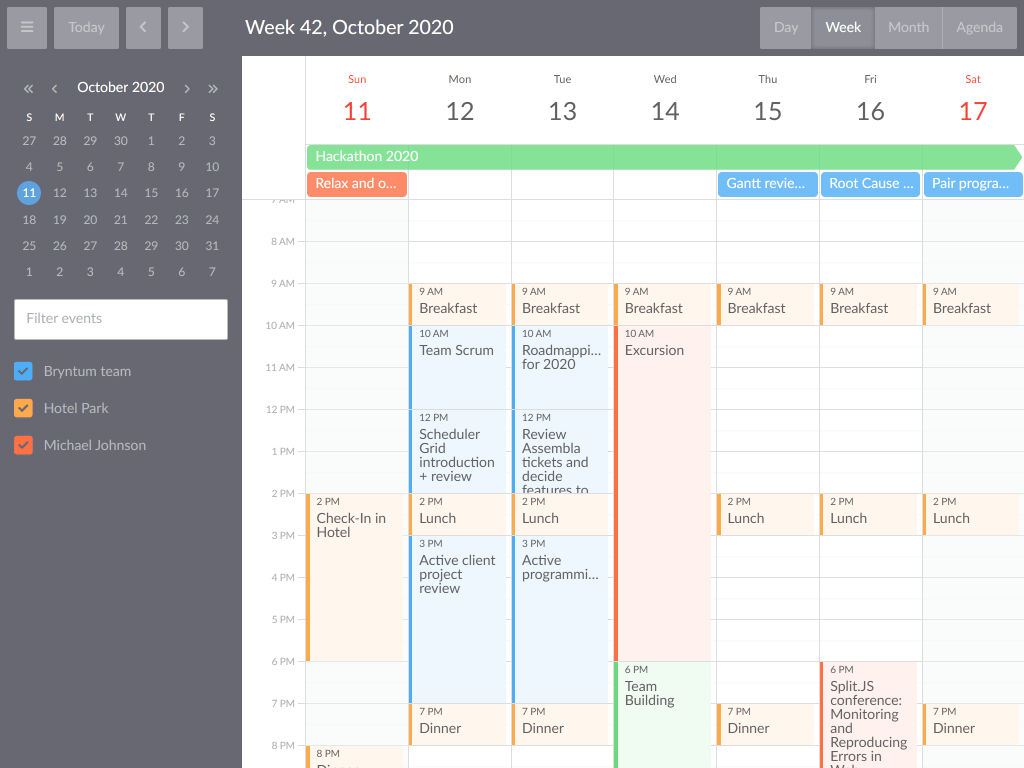 Today
Week 42, October 2020
Day
Week
Month
Agenda
October 2020
S M T W T F S
27 28 29 30 1 2 3
4 5 6 7 8 9 10
11 12 13 14 15 16 17
18 19 20 21 22 23 24
25 26 27 28 29 30 31
1 2 3 4 5 6 7
Filter events
Bryntum team
Hotel Park
Michael Johnson
Sun Mon Tue Wed Thu Fri Sat
11 12 13 14 15 16 17
Hackathon 2020
Relax and o...
Gantt revie...
Root Cause ...
Pair progra...
7 AM
8 AM
9 AM
10 AM
11 AM
12 PM
1 PM
2 PM
3 PM
4 PM
5 PM
6 PM
7 PM
8 PM
2 PM
Check-In in
Hotel
8 PM
Dinner
9 AM
Breakfast
10 AM
Team Scrum
12 PM
Scheduler
Grid
introduction
+ review
2 PM
Lunch
3 PM
Active client
project
review
7 PM
Dinner
9 AM
Breakfast
10 AM
Roadmappi...
for 2020
12 PM
Review
Assembla
tickets and
decide
features to
2 PM
Lunch
3 PM
Active
programmi...
7 PM
Dinner
9 AM
Breakfast
10 AM
Excursion
6 PM
Team
Building
9 AM
Breakfast
2 PM
Lunch
7 PM
Dinner
9 AM
Breakfast
2 PM
Lunch
6 PM
Split.JS
conference:
Monitoring
and
Reproducing
Errors in
9 AM
Breakfast
2 PM
Lunch
7 PM
Dinner